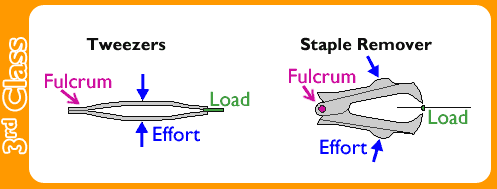 3rd Class
Tweezers
Fulcrum
Load
Effort
Staple Remover
Fulcrum
Load
Effort